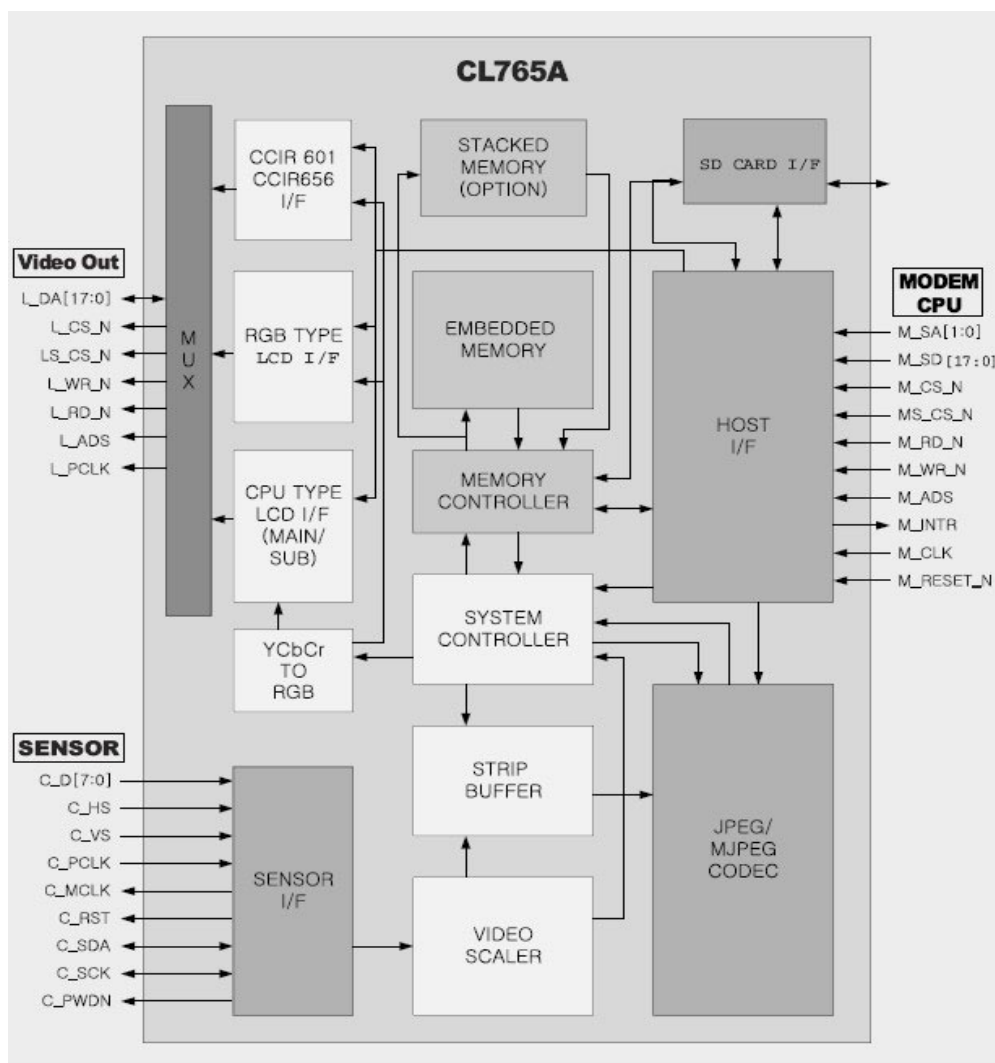 CL765A
CCIR 601
CCIR656
I/F
STACKED
MEMORY
(OPTION)
SD CARD I/F
Video Out
L_DA[17:0]
L_CS_N
LS_CS_N
L_WR_N
L_RD_N
L_ADS
L_PCLK
MUX
RGB TYPE
LCD I/F
EMBEDDED
MEMORY
CPU TYPE
LCD I/F
(MAIN/
SUB)
MEMORY
CONTROLLER
HOST
I/F
MODEM
CPU
M_SA[1:0]
M_SD[17:0]
M_CS_N
MS_CS_N
M_RD_N
M_WR_N
M_ADS
M_INTR
M_CLK
M_RESET_N
YCbCr
TO
RGB
SYSTEM
CONTROLLER
STRIP
BUFFER
JPEG/
MJPEG
CODEC
SENSOR
C_D[7:0]
C_HS
C_VS
C_PCLK
C_MCLK
C_RST
C_SDA
C_SCK
C_PWDN
SENSOR
I/F
VIDEO
SCALER